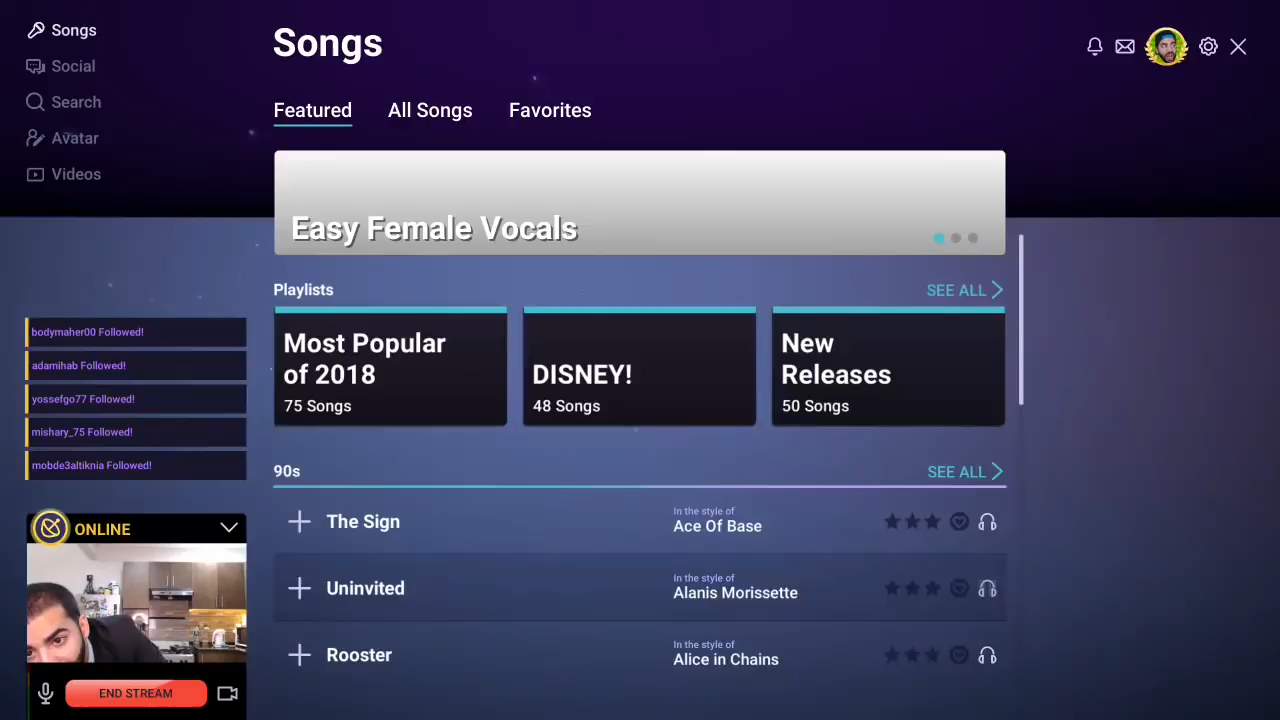 Songs
Social
Search
Avatar
Videos
Songs
Featured
All Songs
Favorites
Easy Female Vocals
Playlists
SEE ALL
Most Popular
of 2018
75 Songs
DISNEY!
48 Songs
New
Releases
50 Songs
90s
SEE ALL
The Sign
In the style of
Ace Of Base
Uninvited
In the style of
Alanis Morissette
Rooster
In the style of
Alice in Chains
bodymaher00 Followed!
adamihab Followed!
yossefgo77 Followed!
mishary_75 Followed!
mobde3altiknia Followed!
ONLINE
END STREAM